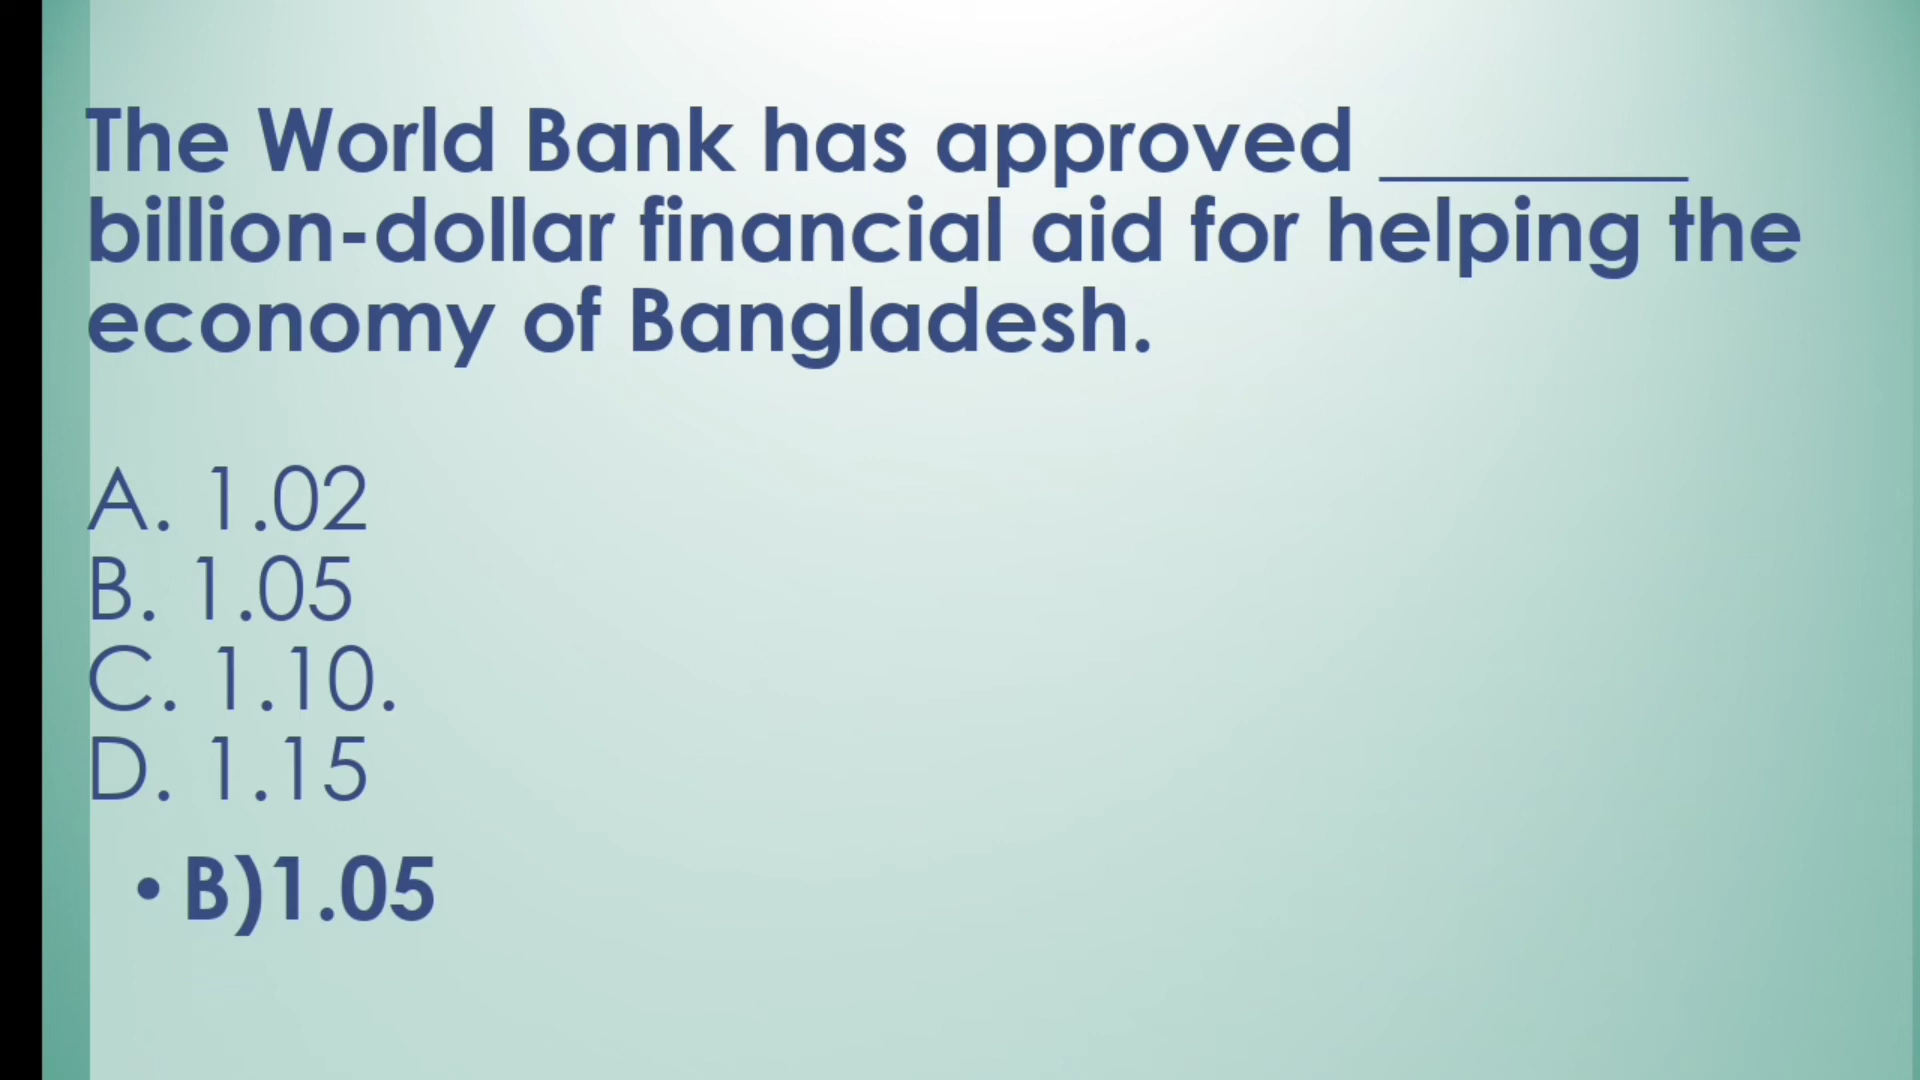 The World Bank has approved ________
billion-dollar financial aid for helping the
economy of Bangladesh.
A. 1.02
B. 1.05
C. 1.10.
D. 1.15
• B)1.05